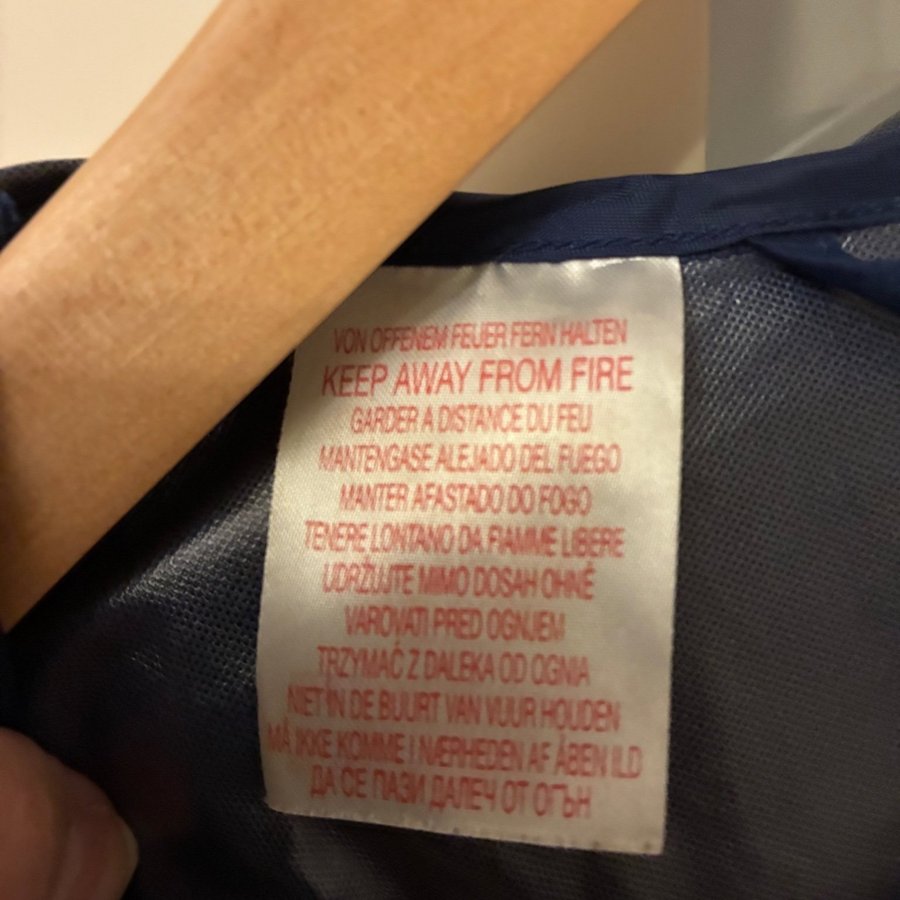 VON OFFENEM FEUER FERN HALTEN
KEEP AWAY FROM FIRE
GARDER A DISTANCE DU FEU
MANTENGASE ALEJADO DEL FUEGO
MANTER AFASTADO DO FOGO
TENERE LONTANO DA FIAMME LIBERE
UDRŽUJTE MIMO DOSAH OHNĚ
VAROVATI PRED OGNJEM
TRZYMAĆ Z DALEKA OD OGNIA
NIET IN DE BUURT VAN VUUR HOUDEN
MÅ IKKE KOMME I NÆRHEDEN AF ÅBEN ILD
ДА СЕ ПАЗИ ДАЛЕЧ ОТ ОГЪН